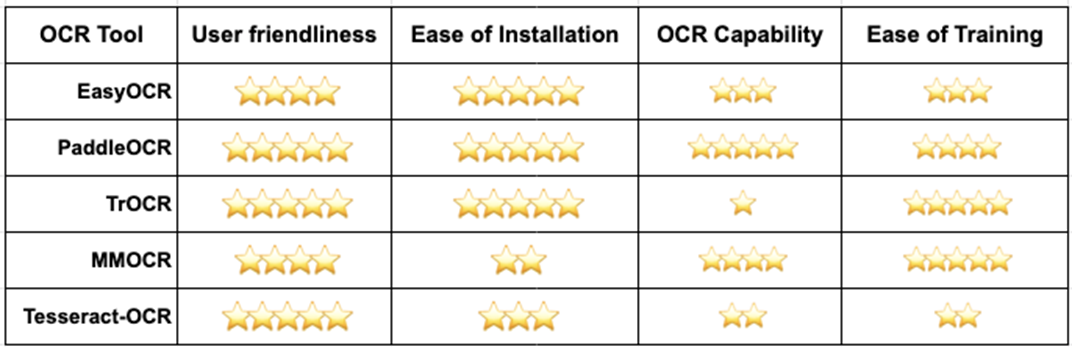 OCR Tool User friendliness Ease of Installation OCR Capability Ease of Training
EasyOCR ⭐⭐⭐⭐ ⭐⭐⭐⭐⭐ ⭐⭐⭐ ⭐⭐⭐
PaddleOCR ⭐⭐⭐⭐⭐ ⭐⭐⭐⭐⭐ ⭐⭐⭐⭐⭐ ⭐⭐⭐⭐
TrOCR ⭐⭐⭐⭐⭐ ⭐⭐⭐⭐⭐ ⭐ ⭐⭐⭐⭐⭐
MMOCR ⭐⭐⭐⭐ ⭐⭐ ⭐⭐⭐⭐ ⭐⭐⭐⭐⭐
Tesseract-OCR ⭐⭐⭐⭐⭐ ⭐⭐⭐ ⭐⭐ ⭐⭐